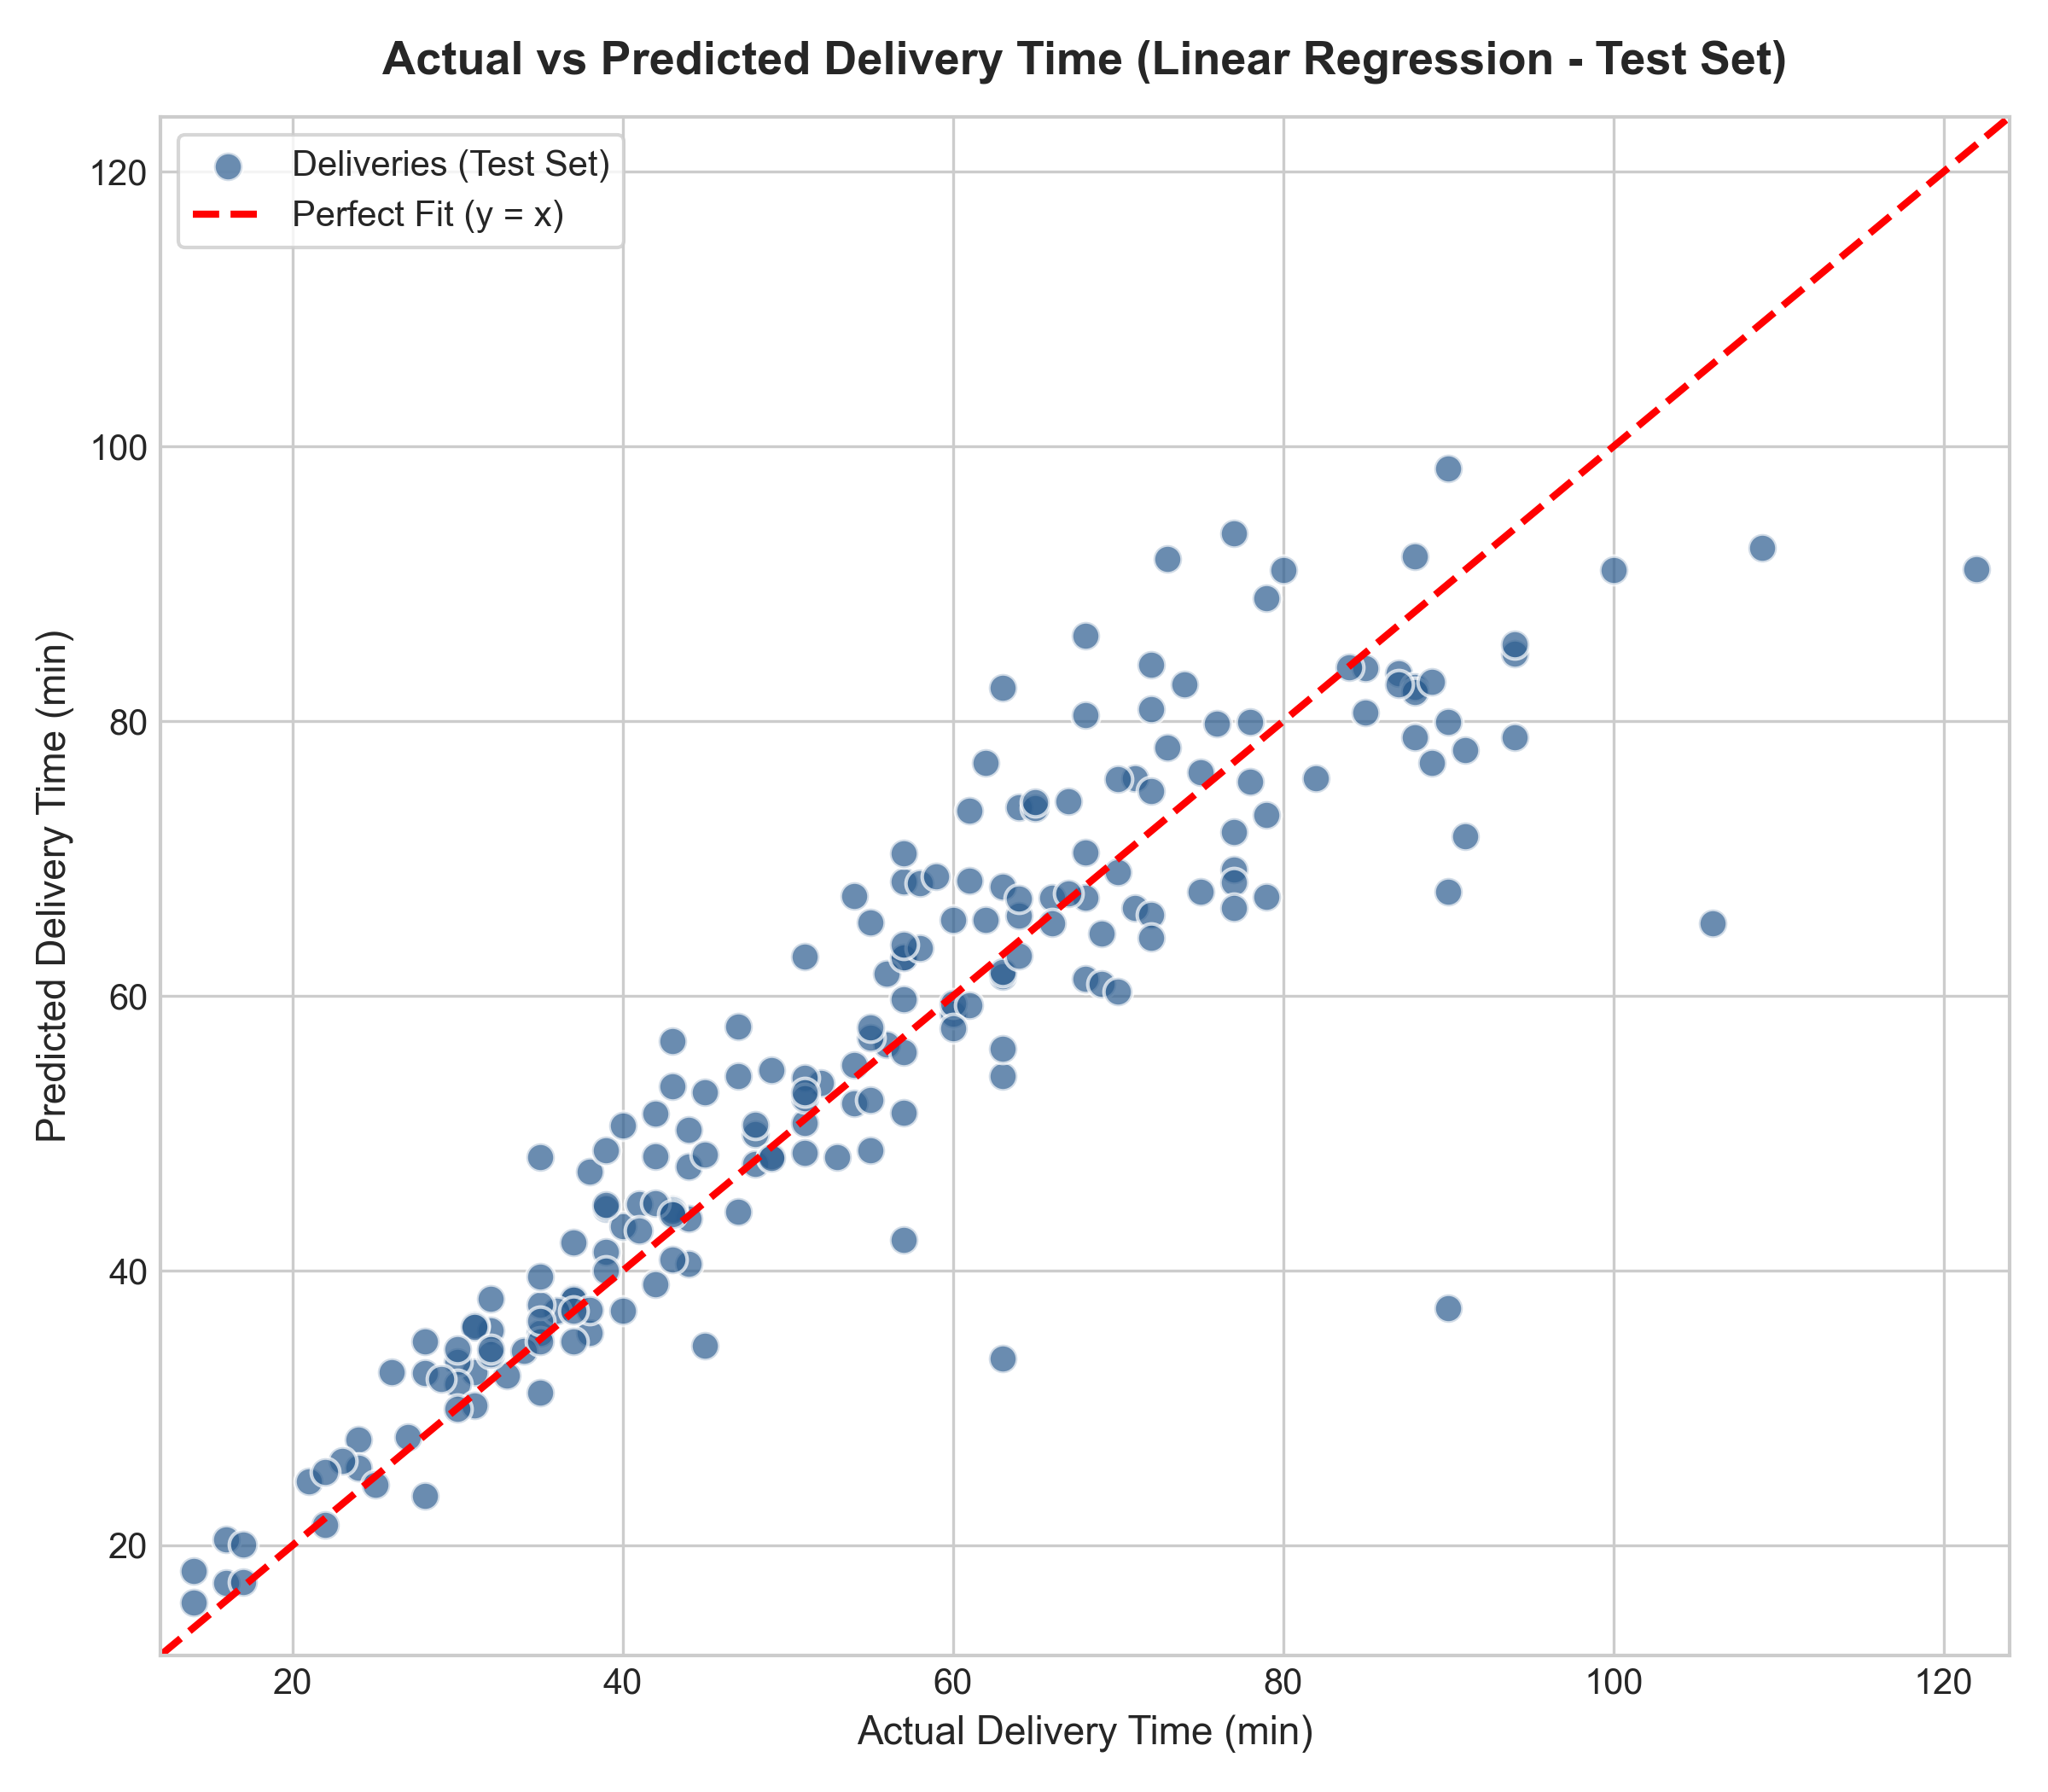 Actual vs Predicted Delivery Time (Linear Regression - Test Set)
Deliveries (Test Set)
Perfect Fit (y = x)
Predicted Delivery Time (min)
120
100
80
60
40
20
20 40 60 80 100 120
Actual Delivery Time (min)